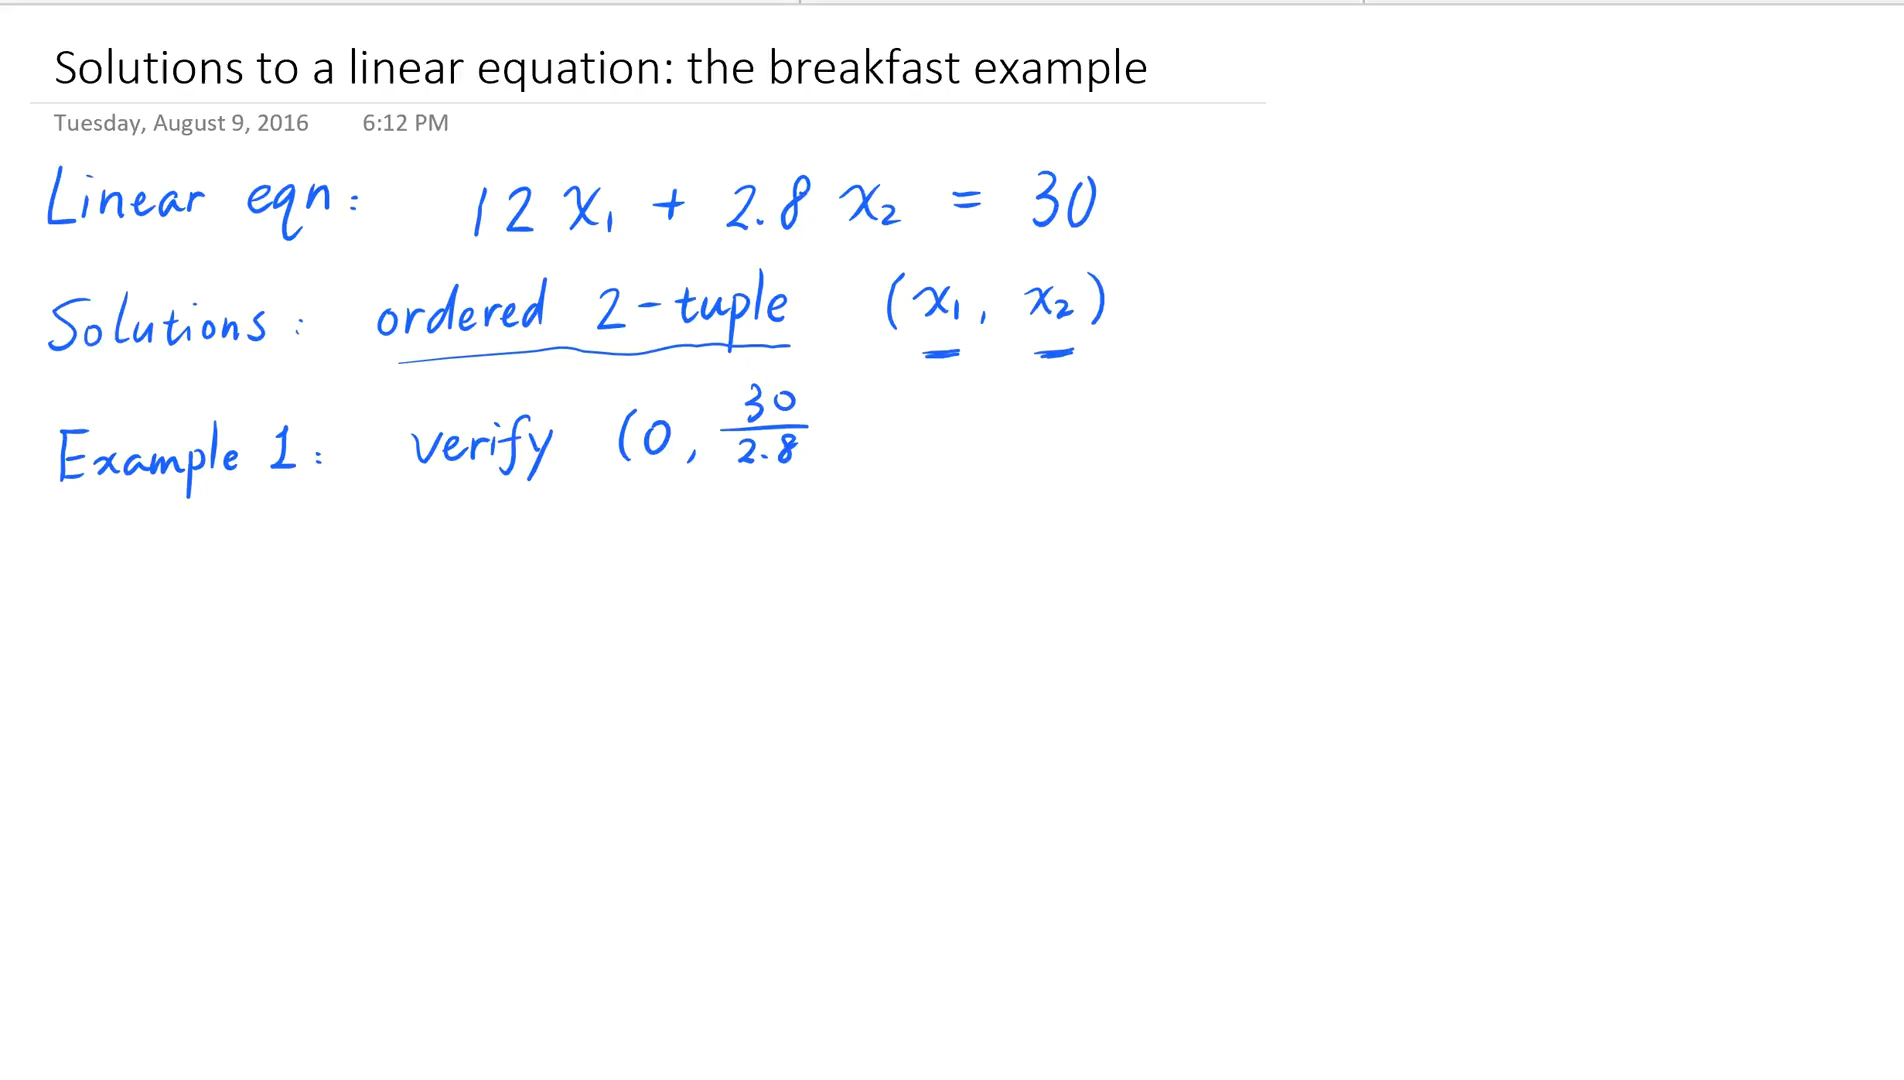 Solutions to a linear equation: the breakfast example
Tuesday, August 9, 2016 6:12 PM
Linear eqn: 12 x₁ + 2.8 x₂ = 30
Solutions: ordered 2-tuple (x₁, x₂)
Example 1: verify (0, 30/2.8